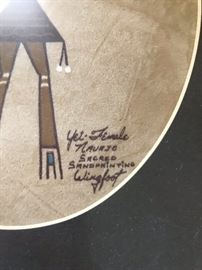 Yei-Female
Navajo
Sacred
Sandpainting
Wingfoot